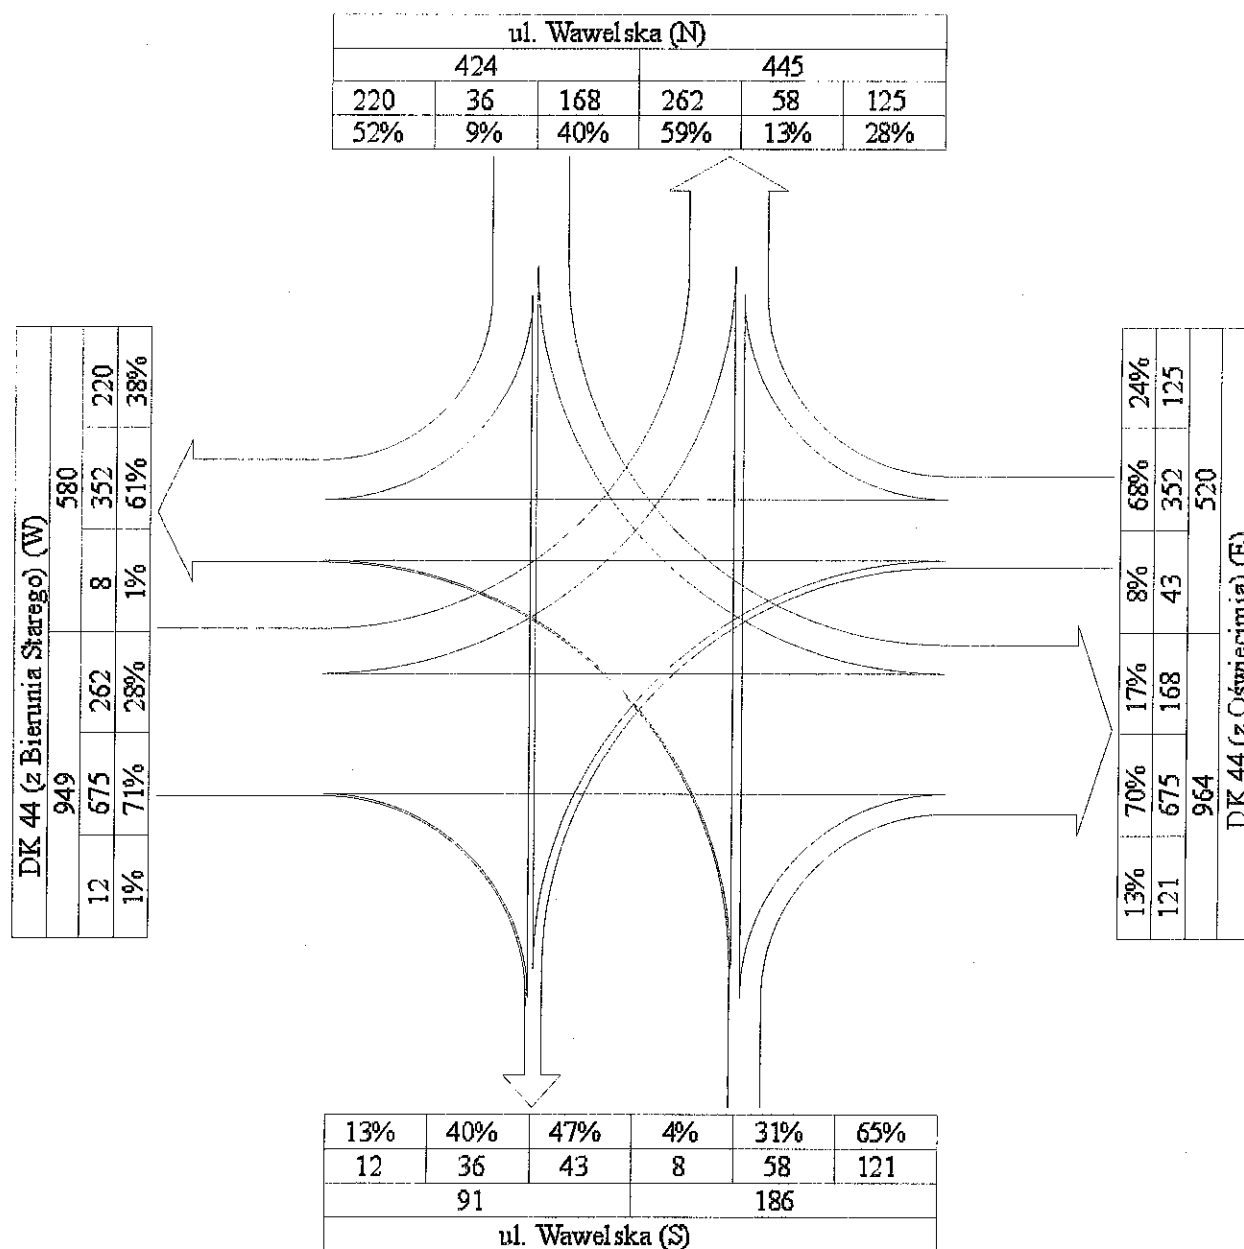 ul. Wawelska (N)
424 445
220 36 168 262 58 125
52% 9% 40% 59% 13% 28%
DK 44 (z Bierunia Starego) (W)
949 580
12 675 262 8 352 220
1% 71% 28% 1% 61% 38%
13% 70% 17% 8% 68% 24%
121 675 168 43 352 125
964 520
DK 44 (z Oświęcimia) (E)
13% 40% 47% 4% 31% 65%
12 36 43 8 58 121
91 186
ul. Wawelska (S)